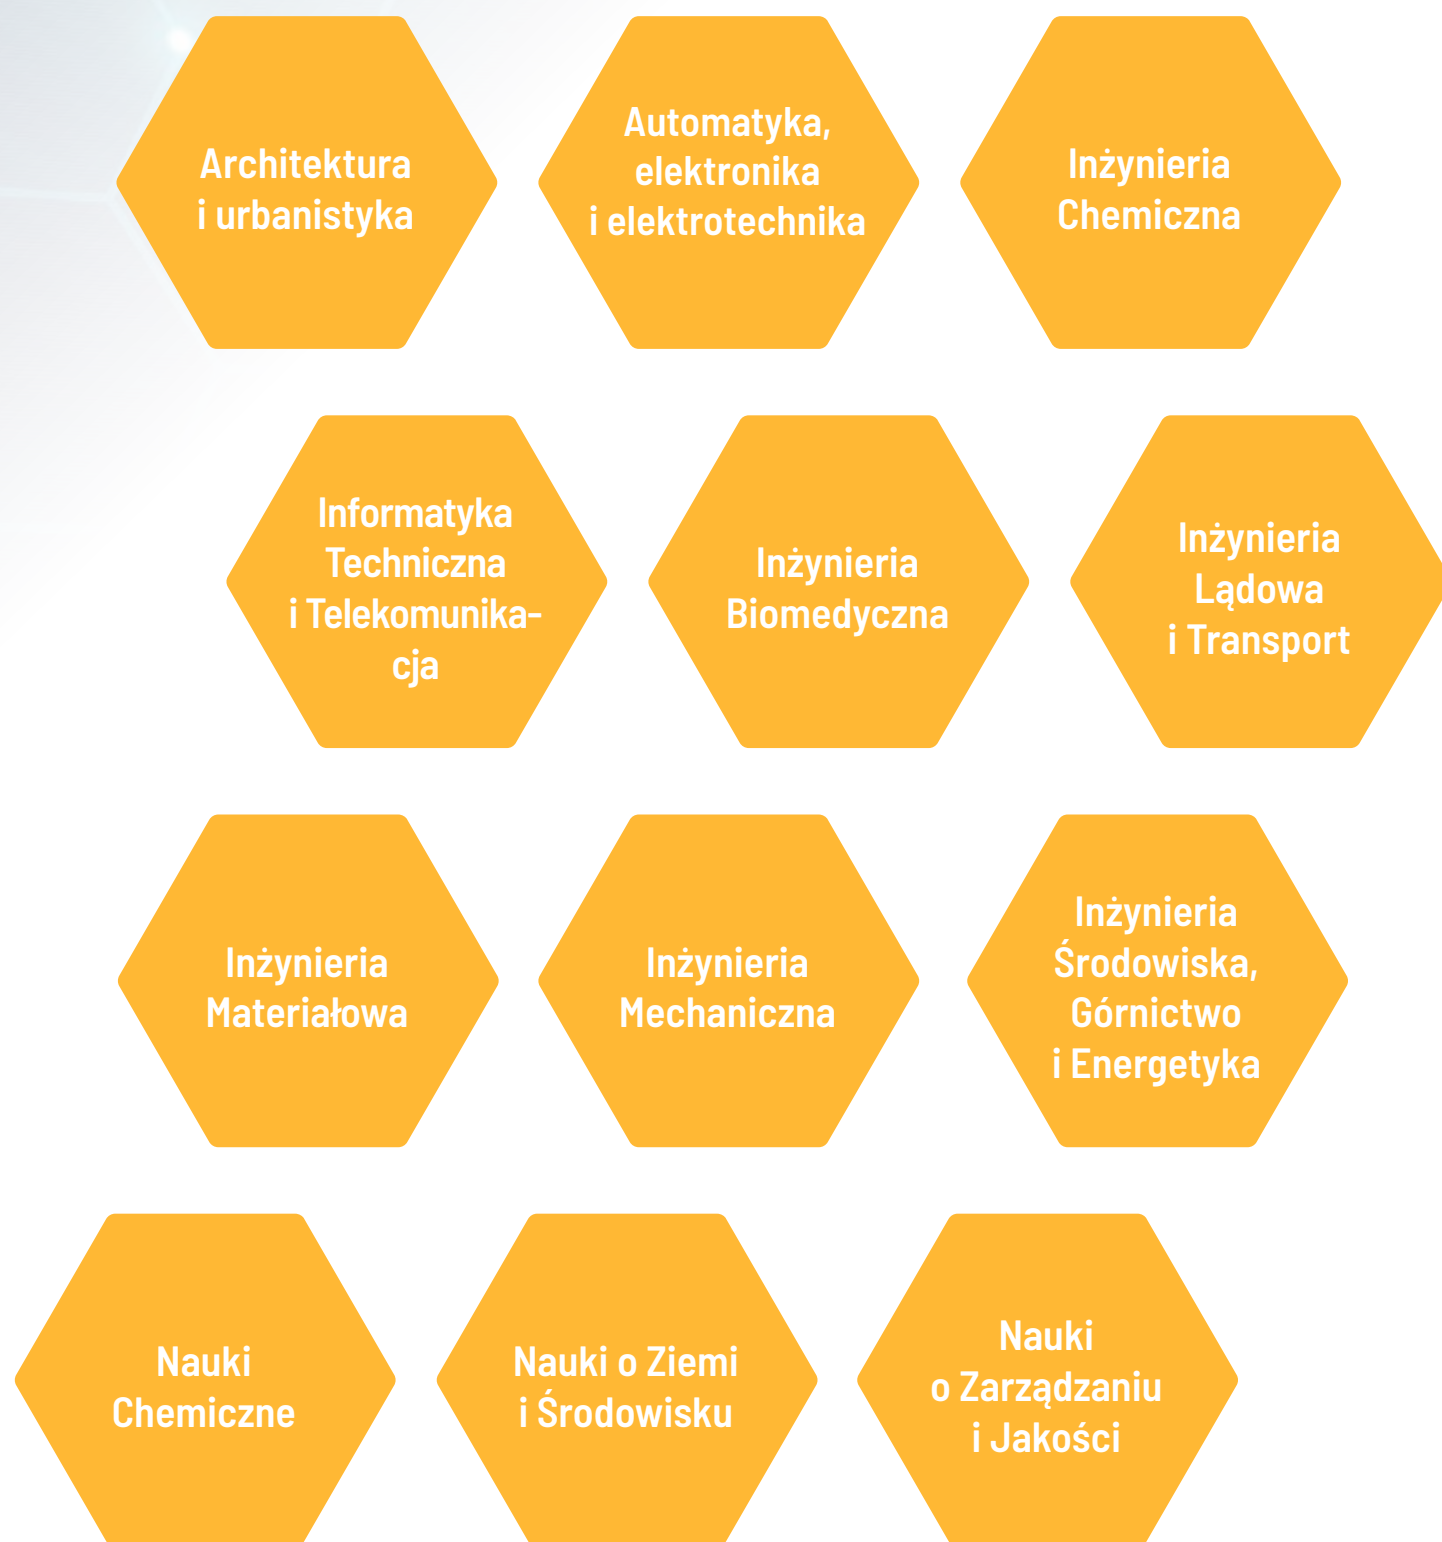 Architektura
i urbanistyka
Automatyka,
elektronika
i elektrotechnika
Inżynieria
Chemiczna
Informatyka
Techniczna
i Telekomunika-
cja
Inżynieria
Biomedyczna
Inżynieria
Lądowa
i Transport
Inżynieria
Materiałowa
Inżynieria
Mechaniczna
Inżynieria
Środowiska,
Górnictwo
i Energetyka
Nauki
Chemiczne
Nauki o Ziemi
i Środowisku
Nauki
o Zarządzaniu
i Jakości